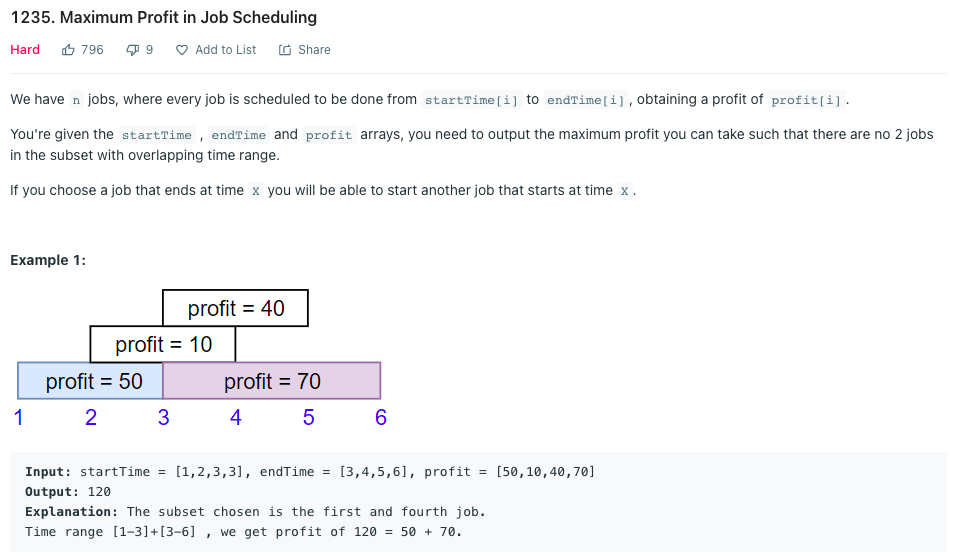 1235. Maximum Profit in Job Scheduling
Hard 796 9 Add to List Share
We have n jobs, where every job is scheduled to be done from startTime[i] to endTime[i], obtaining a profit of profit[i].
You're given the startTime , endTime and profit arrays, you need to output the maximum profit you can take such that there are no 2 jobs
in the subset with overlapping time range.
If you choose a job that ends at time X you will be able to start another job that starts at time X.
Example 1:
profit = 40
profit = 10
profit = 50 profit = 70
1 2 3 4 5 6
Input: startTime = [1,2,3,3], endTime = [3,4,5,6], profit = [50,10,40,70]
Output: 120
Explanation: The subset chosen is the first and fourth job.
Time range [1-3]+[3-6] , we get profit of 120 = 50 + 70.